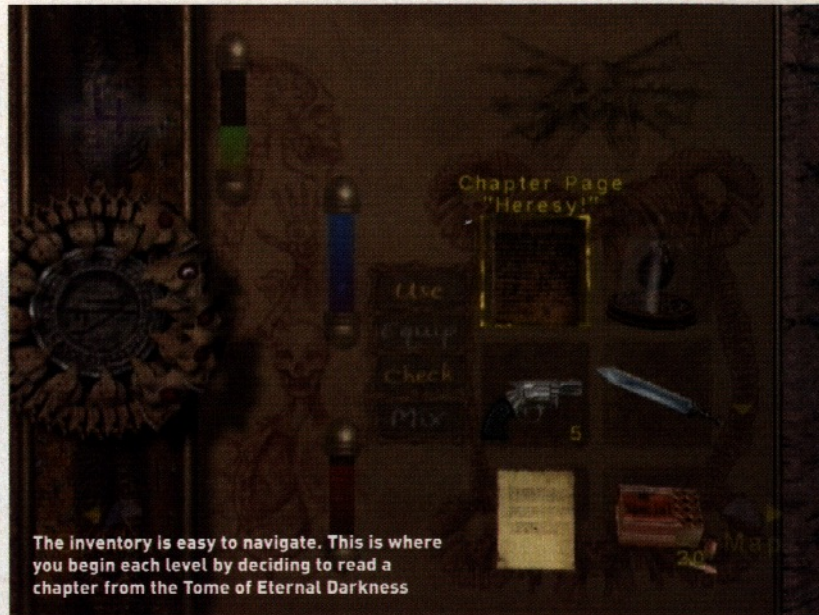 Chapter Page
"Heresy!"
Use
Equip
Check
Mix
5
20
Map
The inventory is easy to navigate. This is where
you begin each level by deciding to read a
chapter from the Tome of Eternal Darkness